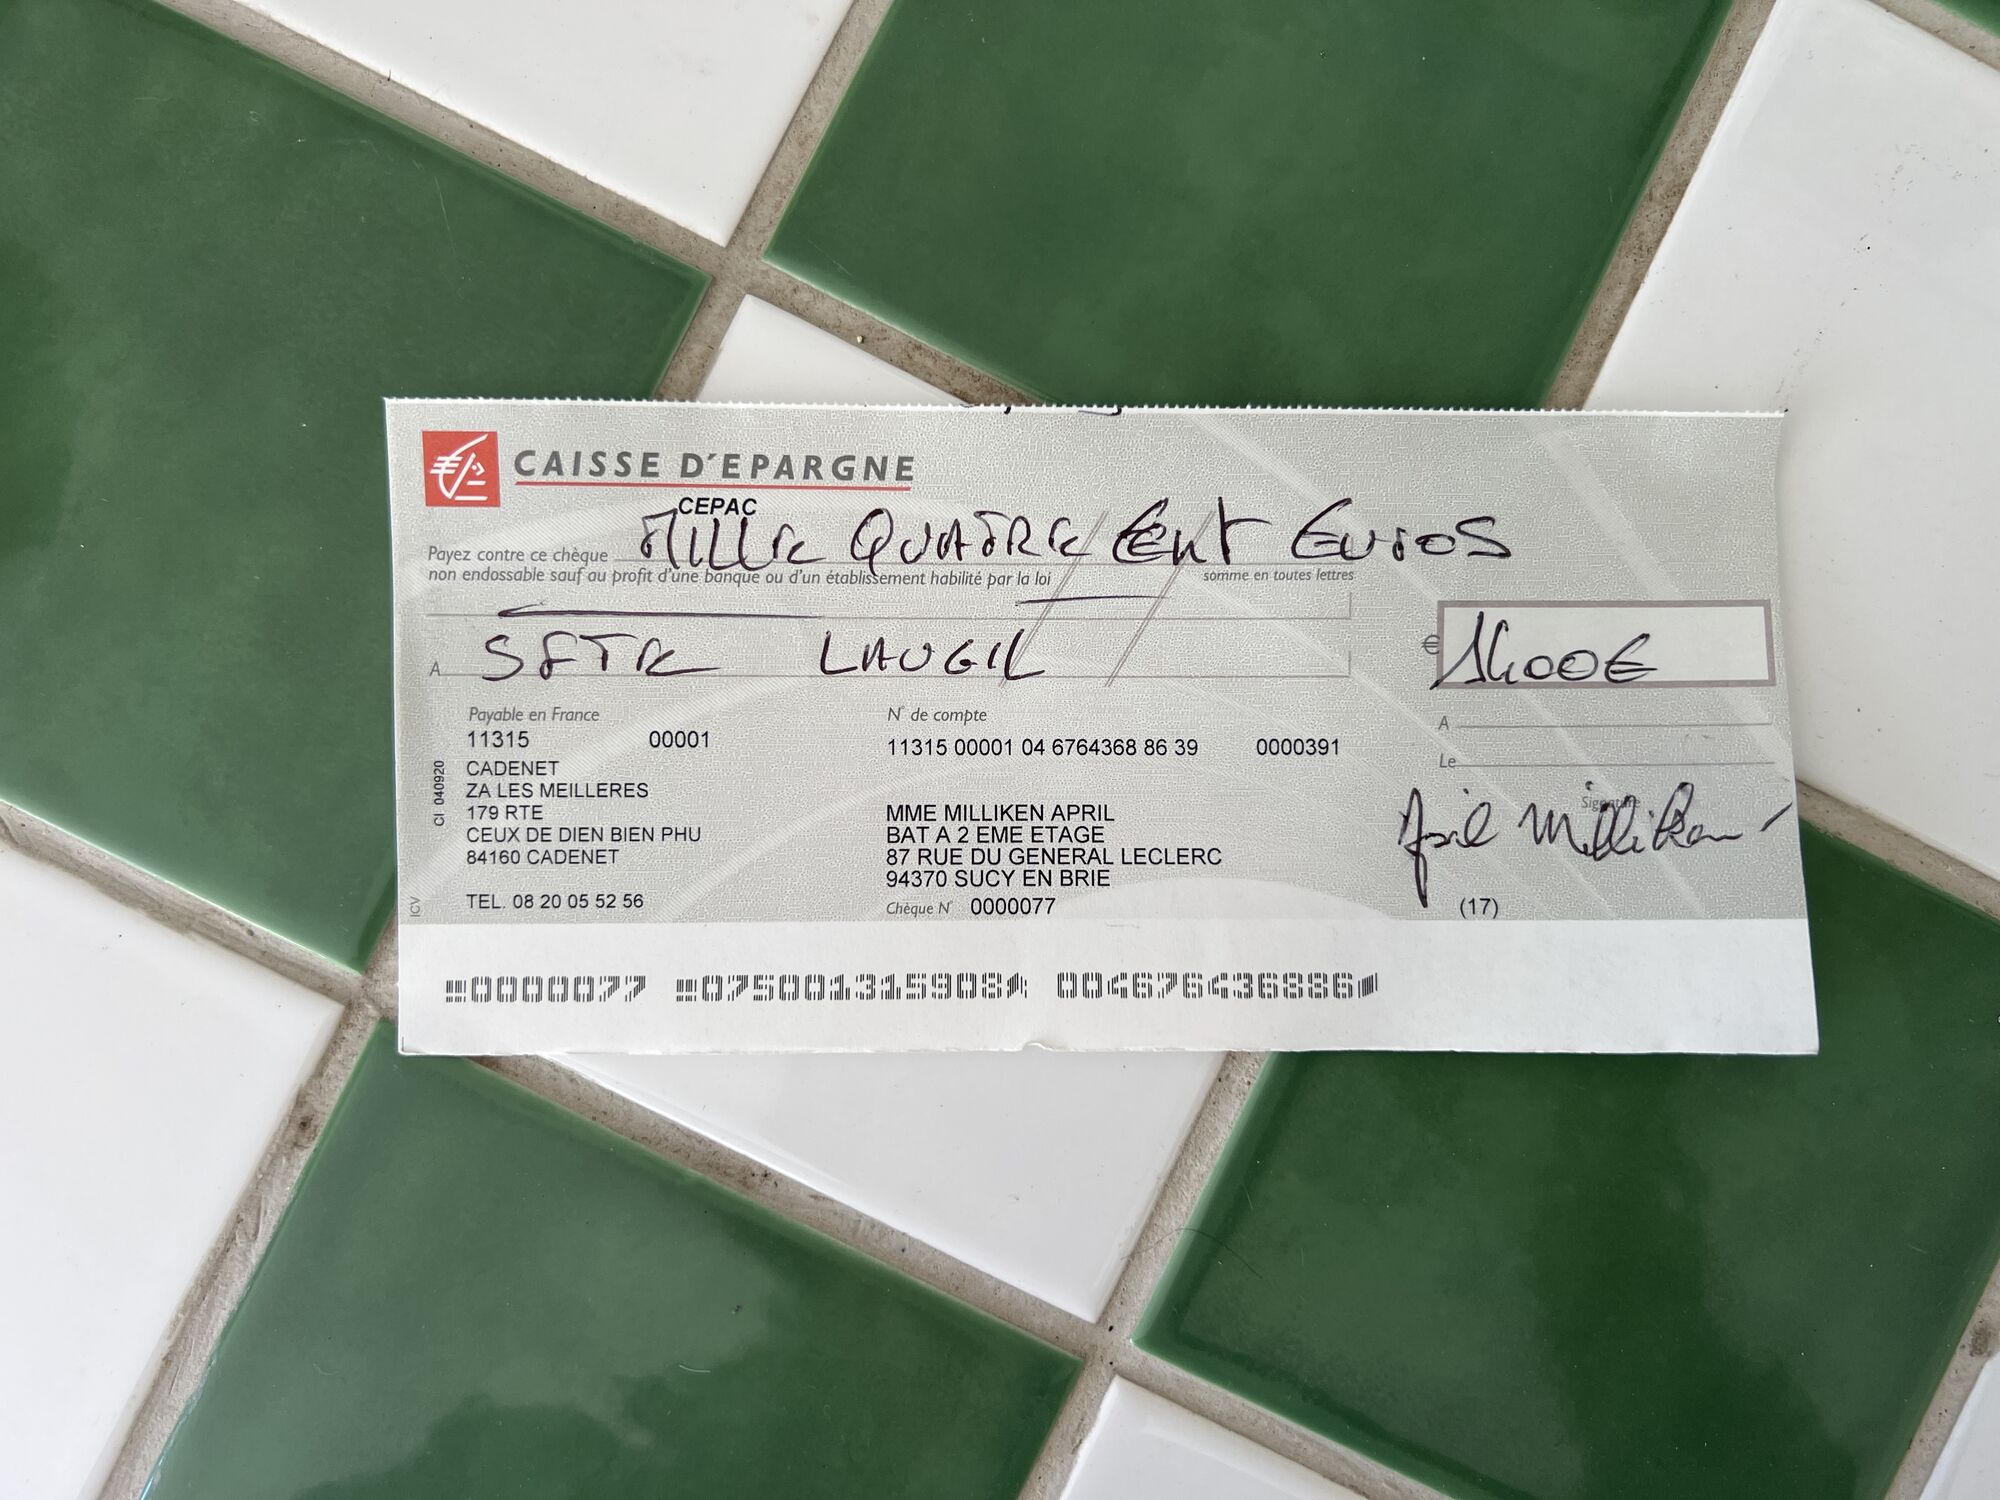 CAISSE D'EPARGNE
CEPAC
Payez contre ce chèque MILLE QUATRE CENT EUROS
non endossable sauf au profit d'une banque ou d'un établissement habilité par la loi somme en toutes lettres
A SFTR LAUGIL
€ 1400€
Payable en France
11315 00001
CADENET
ZA LES MEILLERES
179 RTE
CEUX DE DIEN BIEN PHU
84160 CADENET
TEL. 08 20 05 52 56
CI 040920
ICV
N° de compte
11315 00001 04 6764368 86 39 0000391
MME MILLIKEN APRIL
BAT A 2 EME ETAGE
87 RUE DU GENERAL LECLERC
94370 SUCY EN BRIE
Chèque N° 0000077
A
Le
Signature
April Milliken
(17)
0000077 075001315908 004676436886